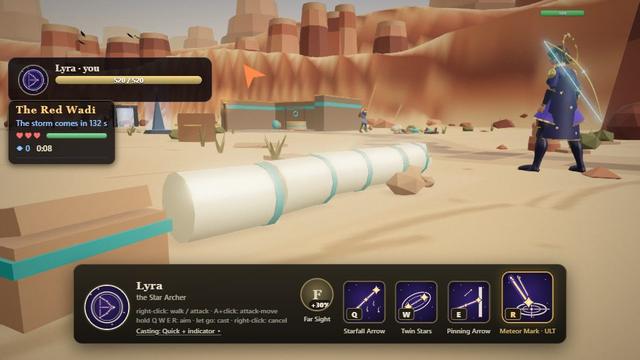 Lyra · you
520 / 520
The Red Wadi
The storm comes in 132 s
0 0:08
Lyra
the Star Archer
right-click: walk / attack · A+click: attack-move
hold Q W E R: aim · let go: cast · right-click: cancel
Casting: Quick + indicator
F
+30%
Far Sight
Q
Starfall Arrow
W
Twin Stars
E
Pinning Arrow
R
Meteor Mark · ULT